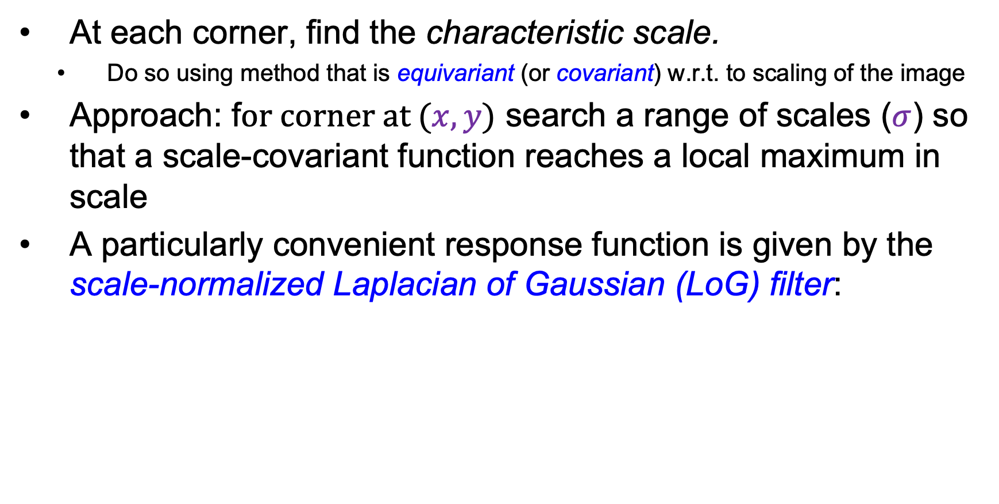 • At each corner, find the characteristic scale.
• Do so using method that is equivariant (or covariant) w.r.t. to scaling of the image
• Approach: for corner at (x, y) search a range of scales (σ) so
that a scale-covariant function reaches a local maximum in
scale
• A particularly convenient response function is given by the
scale-normalized Laplacian of Gaussian (LoG) filter: